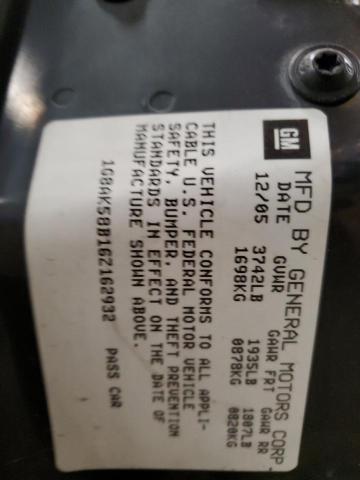 GM
MFD BY GENERAL MOTORS CORP
DATE GVWR GAWR FRT GAWR RR
12/05 3742LB 1935LB 1807LB
1698KG 0878KG 0820KG
THIS VEHICLE CONFORMS TO ALL APPLI-
CABLE U.S. FEDERAL MOTOR VEHICLE
SAFETY, BUMPER, AND THEFT PREVENTION
STANDARDS IN EFFECT ON THE DATE OF
MANUFACTURE SHOWN ABOVE.
1G8AK55B16Z162932 PASS CAR